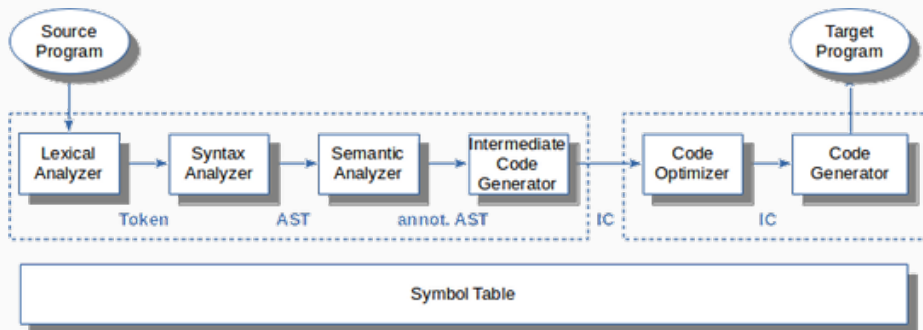 Source
Program
Target
Program
Lexical
Analyzer
Syntax
Analyzer
Semantic
Analyzer
Intermediate
Code
Generator
Code
Optimizer
Code
Generator
Token
AST
annot. AST
IC
IC
Symbol Table